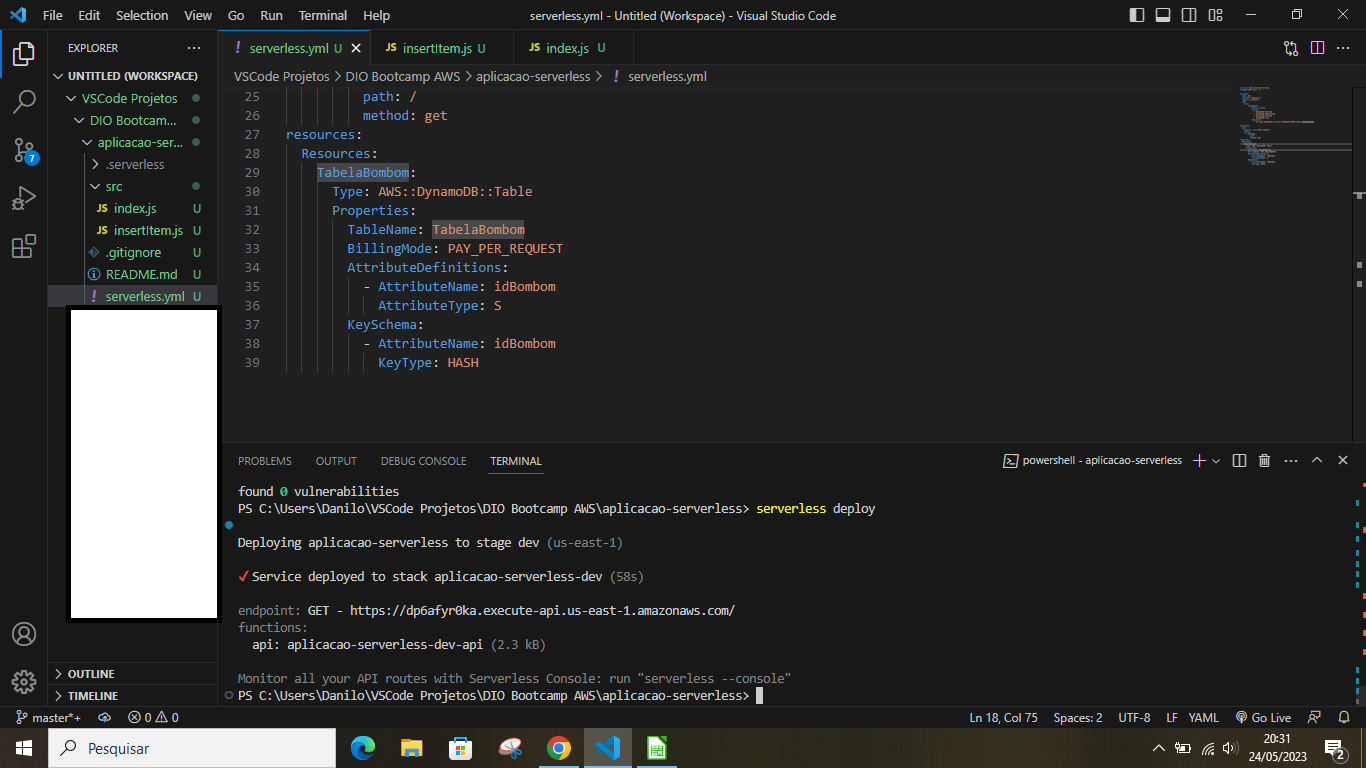 File Edit Selection View Go Run Terminal Help
serverless.yml - Untitled (Workspace) - Visual Studio Code
EXPLORER
UNTITLED (WORKSPACE)
VSCode Projetos
DIO Bootcam...
aplicacao-ser...
.serverless
src
JS index.js U
JS insertItem.js U
.gitignore U
README.md U
! serverless.yml U
OUTLINE
TIMELINE
7
! serverless.yml U
JS insertItem.js U
JS index.js U
VSCode Projetos > DIO Bootcamp AWS > aplicacao-serverless > ! serverless.yml
25 path: /
26 method: get
27 resources:
28 Resources:
29 TabelaBombom:
30 Type: AWS::DynamoDB::Table
31 Properties:
32 TableName: TabelaBombom
33 BillingMode: PAY_PER_REQUEST
34 AttributeDefinitions:
35 - AttributeName: idBombom
36 AttributeType: S
37 KeySchema:
38 - AttributeName: idBombom
39 KeyType: HASH
PROBLEMS OUTPUT DEBUG CONSOLE TERMINAL
powershell - aplicacao-serverless
found 0 vulnerabilities
PS C:\Users\Danilo\VSCode Projetos\DIO Bootcamp AWS\aplicacao-serverless> serverless deploy
Deploying aplicacao-serverless to stage dev (us-east-1)
✔ Service deployed to stack aplicacao-serverless-dev (58s)
endpoint: GET - https://dp6afyr0ka.execute-api.us-east-1.amazonaws.com/
functions:
api: aplicacao-serverless-dev-api (2.3 kB)
Monitor all your API routes with Serverless Console: run "serverless --console"
PS C:\Users\Danilo\VSCode Projetos\DIO Bootcamp AWS\aplicacao-serverless>
master*+ 0 0
Ln 18, Col 75 Spaces: 2 UTF-8 LF YAML Go Live
Pesquisar
20:31
24/05/2023
2